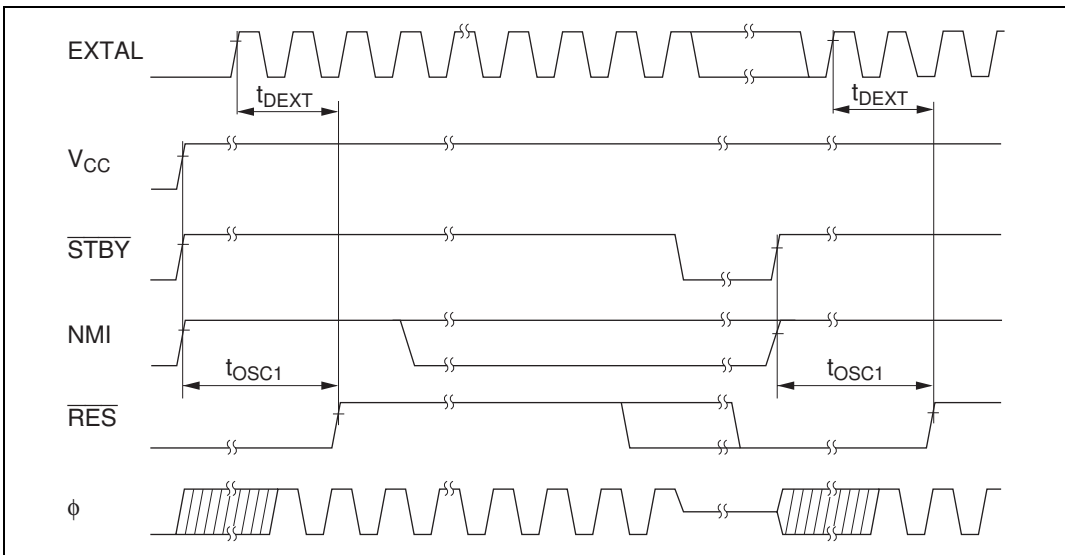 EXTAL
tDEXT tDEXT
VCC
STBY
NMI
tOSC1 tOSC1
RES
ϕ